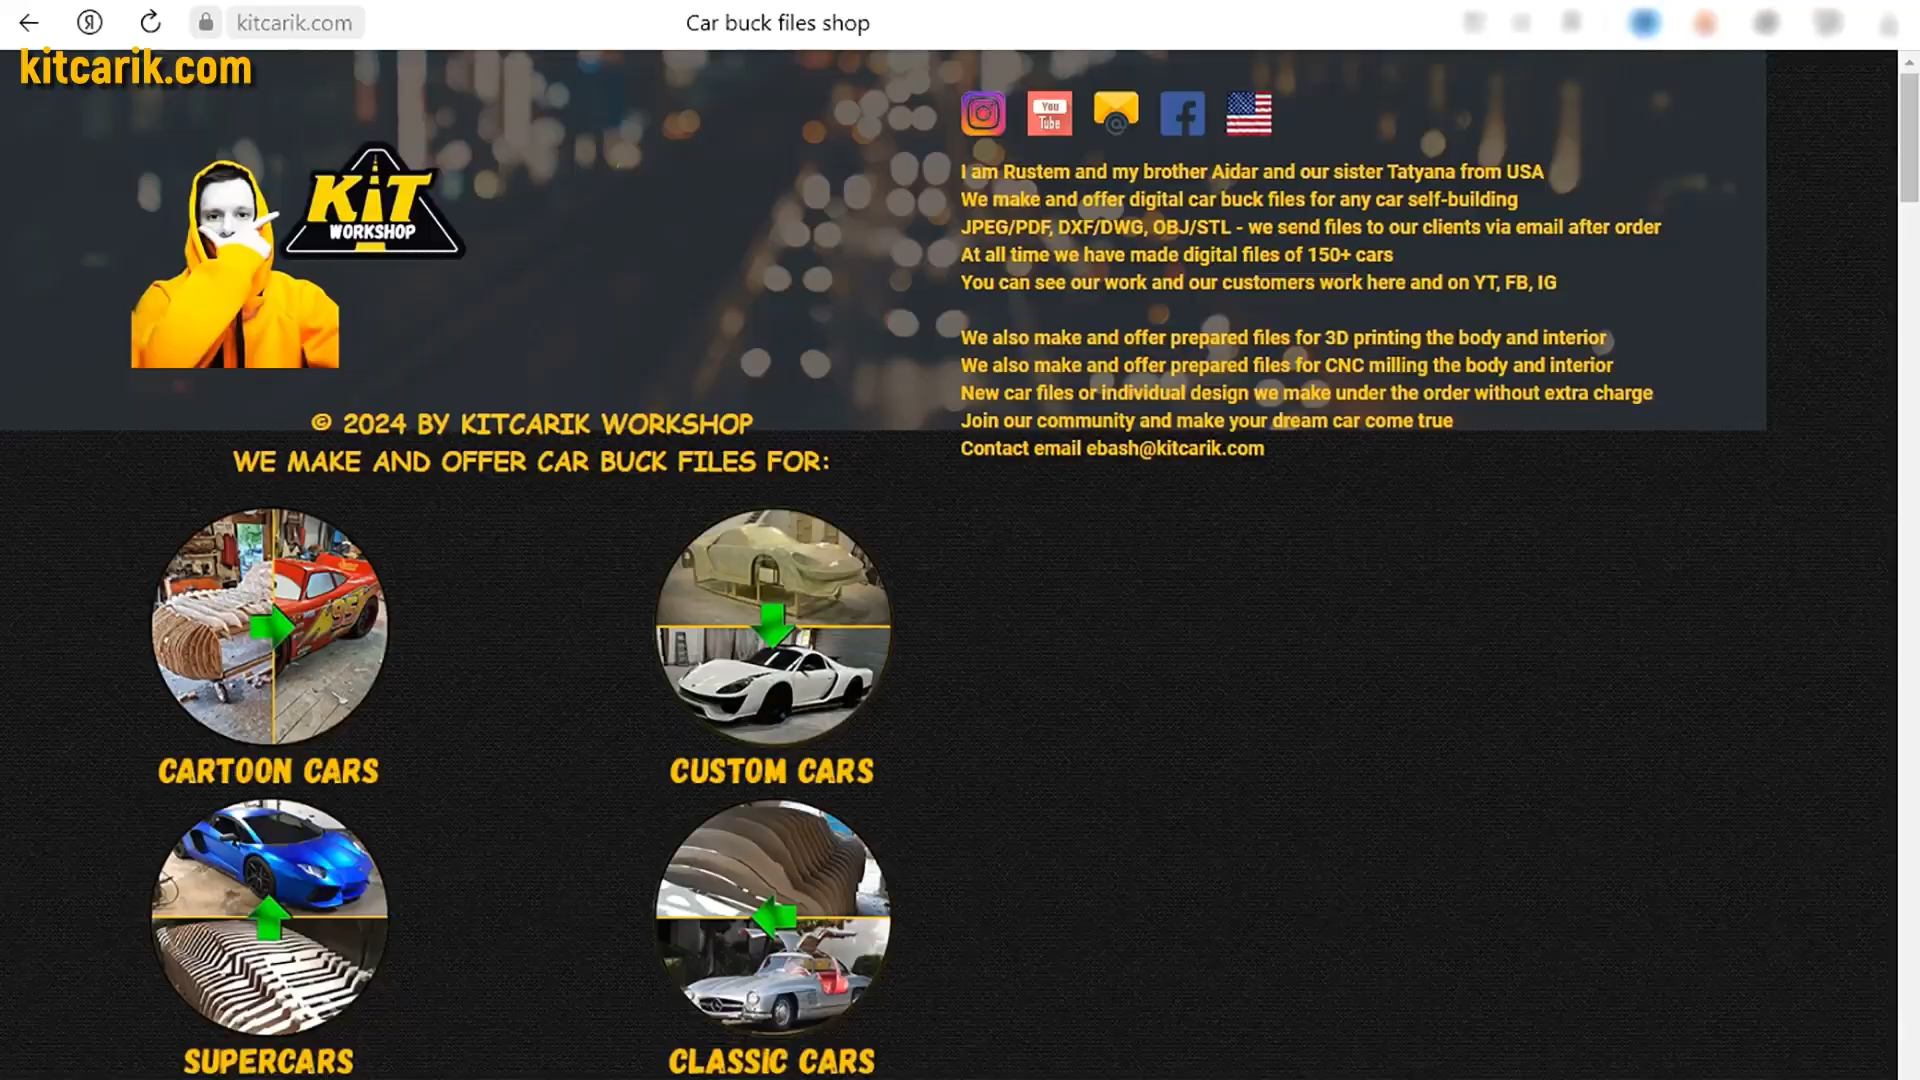 kitcarik.com
Car buck files shop
kitcarik.com
You
Tube
KiT
WORKSHOP
I am Rustem and my brother Aidar and our sister Tatyana from USA
We make and offer digital car buck files for any car self-building
JPEG/PDF, DXF/DWG, OBJ/STL - we send files to our clients via email after order
At all time we have made digital files of 150+ cars
You can see our work and our customers work here and on YT, FB, IG
We also make and offer prepared files for 3D printing the body and interior
We also make and offer prepared files for CNC milling the body and interior
New car files or individual design we make under the order without extra charge
Join our community and make your dream car come true
Contact email ebash@kitcarik.com
© 2024 BY KITCARIK WORKSHOP
WE MAKE AND OFFER CAR BUCK FILES FOR:
95
CARTOON CARS
CUSTOM CARS
SUPERCARS
CLASSIC CARS